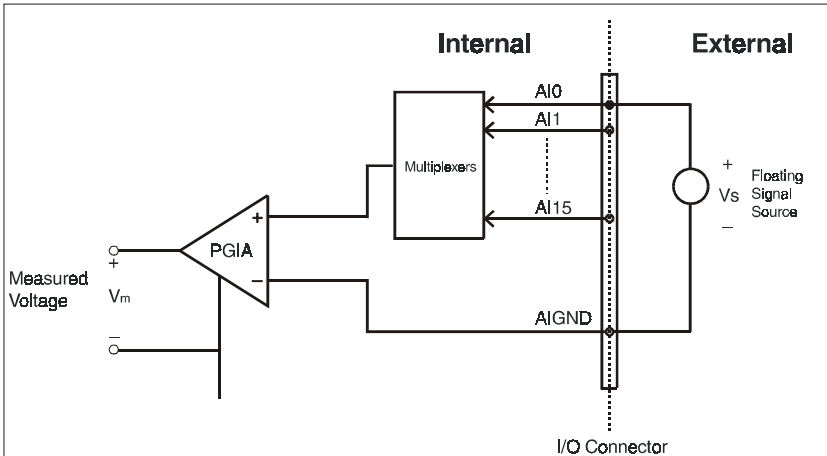 Internal
External
AI0
AI1
Multiplexers
AI15
+
Vs
−
Floating
Signal
Source
+
PGIA
−
Measured
Voltage
+
Vm
−
AIGND
I/O Connector